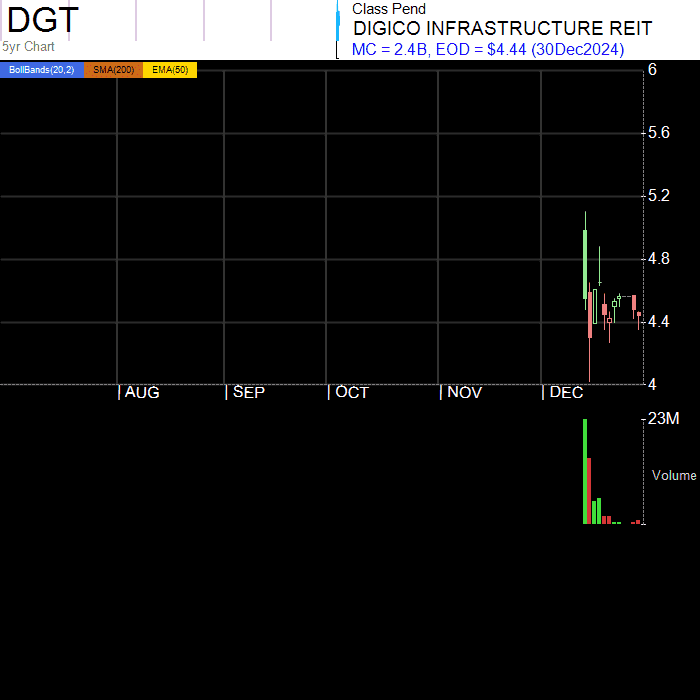 DGT
5yr Chart
Class Pend
DIGICO INFRASTRUCTURE REIT
MC = 2.4B, EOD = $4.44 (30Dec2024)
BollBands(20,2) SMA(200) EMA(50)
6
5.6
5.2
4.8
4.4
4
AUG SEP OCT NOV DEC
23M
Volume